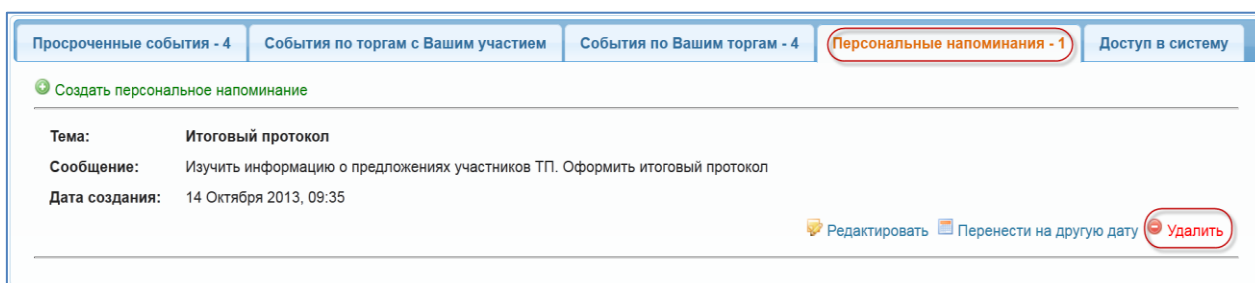 Просроченные события - 4 События по торгам с Вашим участием События по Вашим торгам - 4 Персональные напоминания - 1 Доступ в систему
Создать персональное напоминание
Тема: Итоговый протокол
Сообщение: Изучить информацию о предложениях участников ТП. Оформить итоговый протокол
Дата создания: 14 Октября 2013, 09:35
Редактировать Перенести на другую дату Удалить